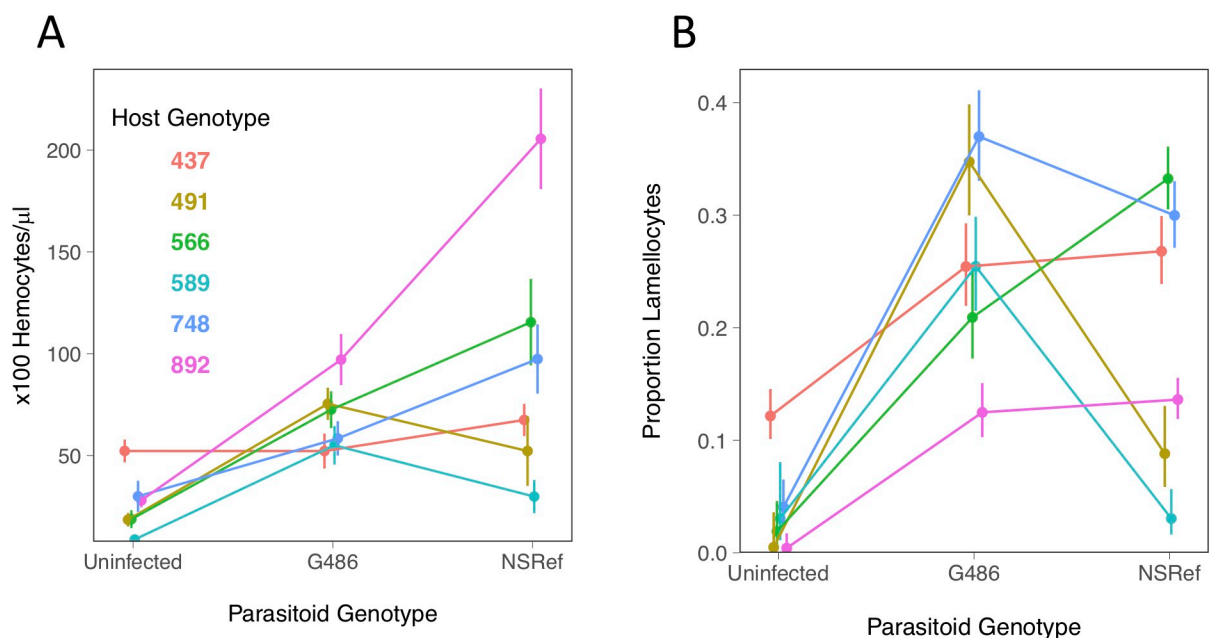 A
x100 Hemocytes/μl
200
150
100
50
Host Genotype
437
491
566
589
748
892
Uninfected
G486
NSRef
Parasitoid Genotype
B
Proportion Lamellocytes
0.4
0.3
0.2
0.1
0.0
Uninfected
G486
NSRef
Parasitoid Genotype